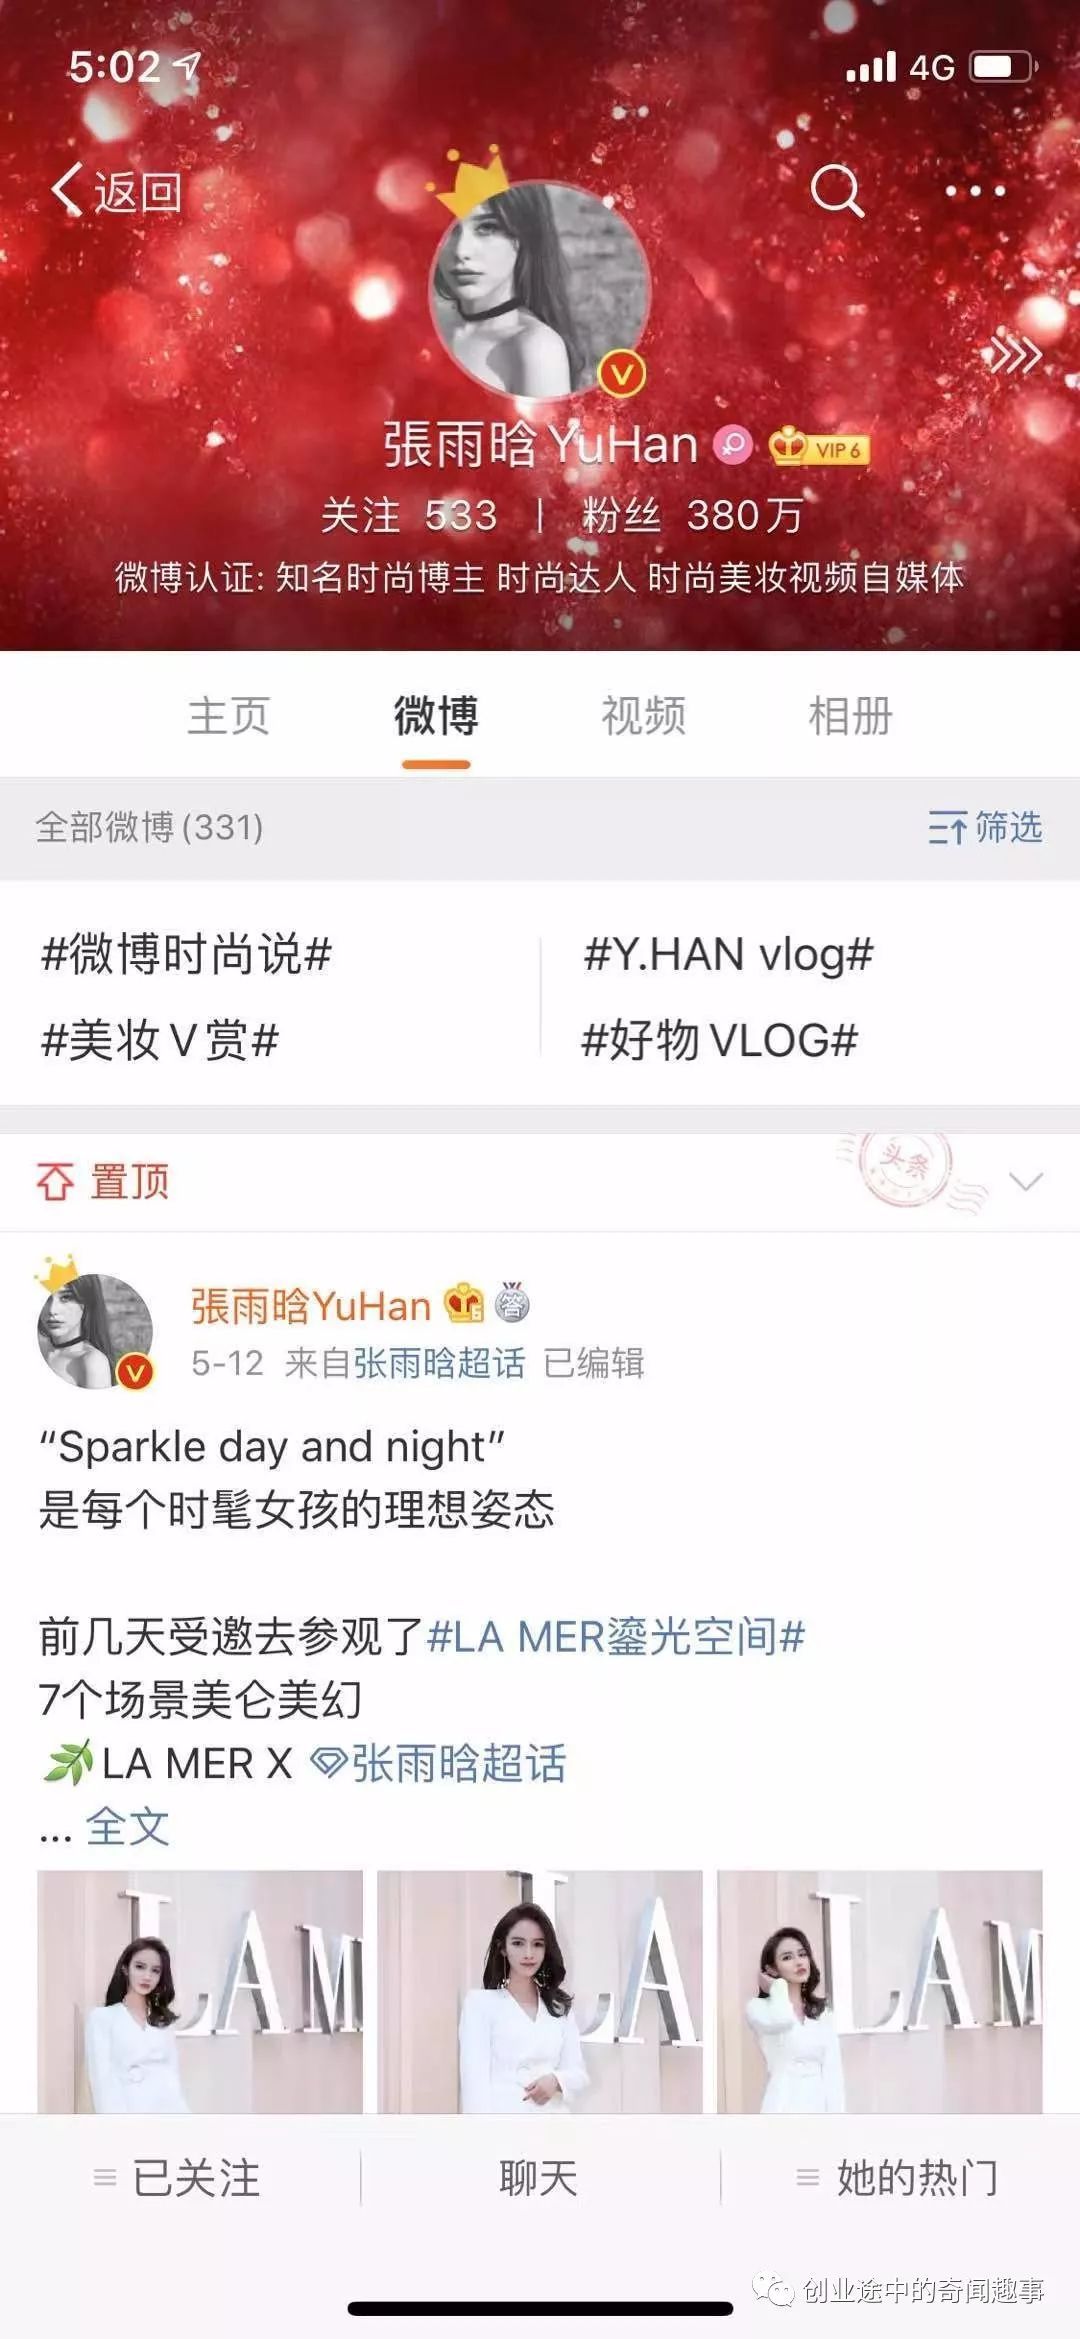 5:02 4G
返回
張雨晗YuHan VIP 6
关注 533 | 粉丝 380万
微博认证: 知名时尚博主 时尚达人 时尚美妆视频自媒体
主页 微博 视频 相册
全部微博(331) 筛选
#微博时尚说# #Y.HAN vlog#
#美妆V赏# #好物VLOG#
置顶 头条
張雨晗YuHan 答
5-12 来自张雨晗超话 已编辑
“Sparkle day and night”
是每个时髦女孩的理想姿态
前几天受邀去参观了#LA MER鎏光空间#
7个场景美仑美幻
LA MER X 张雨晗超话
... 全文
LAM LA LAM
已关注 聊天 她的热门
创业途中的奇闻趣事